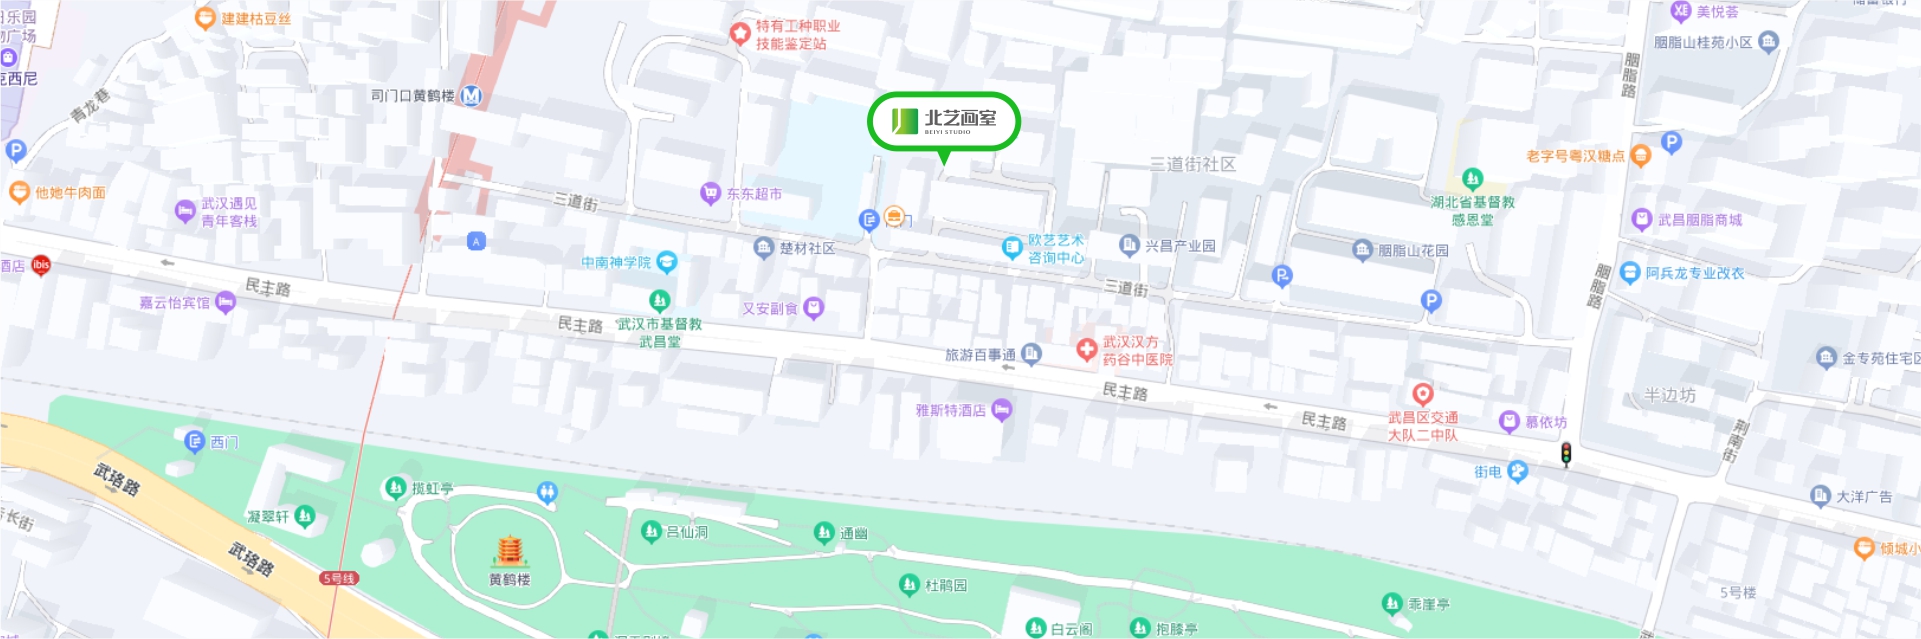 建建枯豆丝
特有工种职业
技能鉴定站
美悦荟
胭脂山桂苑小区
胭脂路
司门口黄鹤楼
青龙巷
北艺画室
BEIYI STUDIO
P
P
老字号粤汉糖点
三道街社区
他她牛肉面
武汉遇见
青年客栈
三道街
东东超市
湖北省基督教
感恩堂
武昌胭脂商城
A
楚材社区
欧艺艺术
咨询中心
兴昌产业园
胭脂山花园
中南神学院
酒店
ibis
民主路
嘉云怡宾馆
武汉市基督教
武昌堂
又安副食
三道街
P
P
胭脂路
阿兵龙专业改衣
民主路
旅游百事通
武汉汉方
药谷中医院
金专苑住宅区
民主路
雅斯特酒店
民主路
武昌区交通
大队二中队
慕依坊
半边坊
荆南街
西门
武珞路
街电
大洋广告
揽虹亭
凝翠轩
吕仙洞
通幽
倾城小
武珞路
5号线
黄鹤楼
杜鹃园
乖崖亭
5号楼
白云阁
抱膝亭